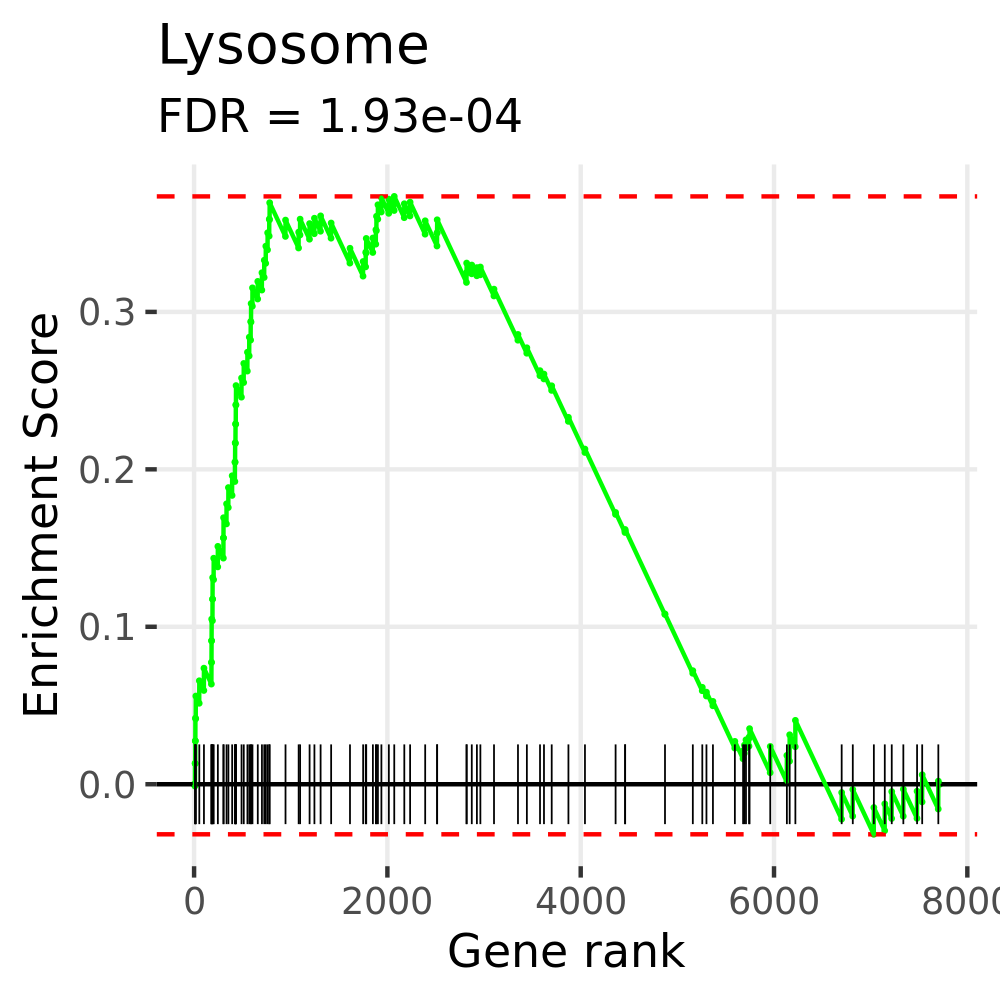 Lysosome
FDR = 1.93e-04
Enrichment Score
0.3
0.2
0.1
0.0
0 2000 4000 6000 8000
Gene rank